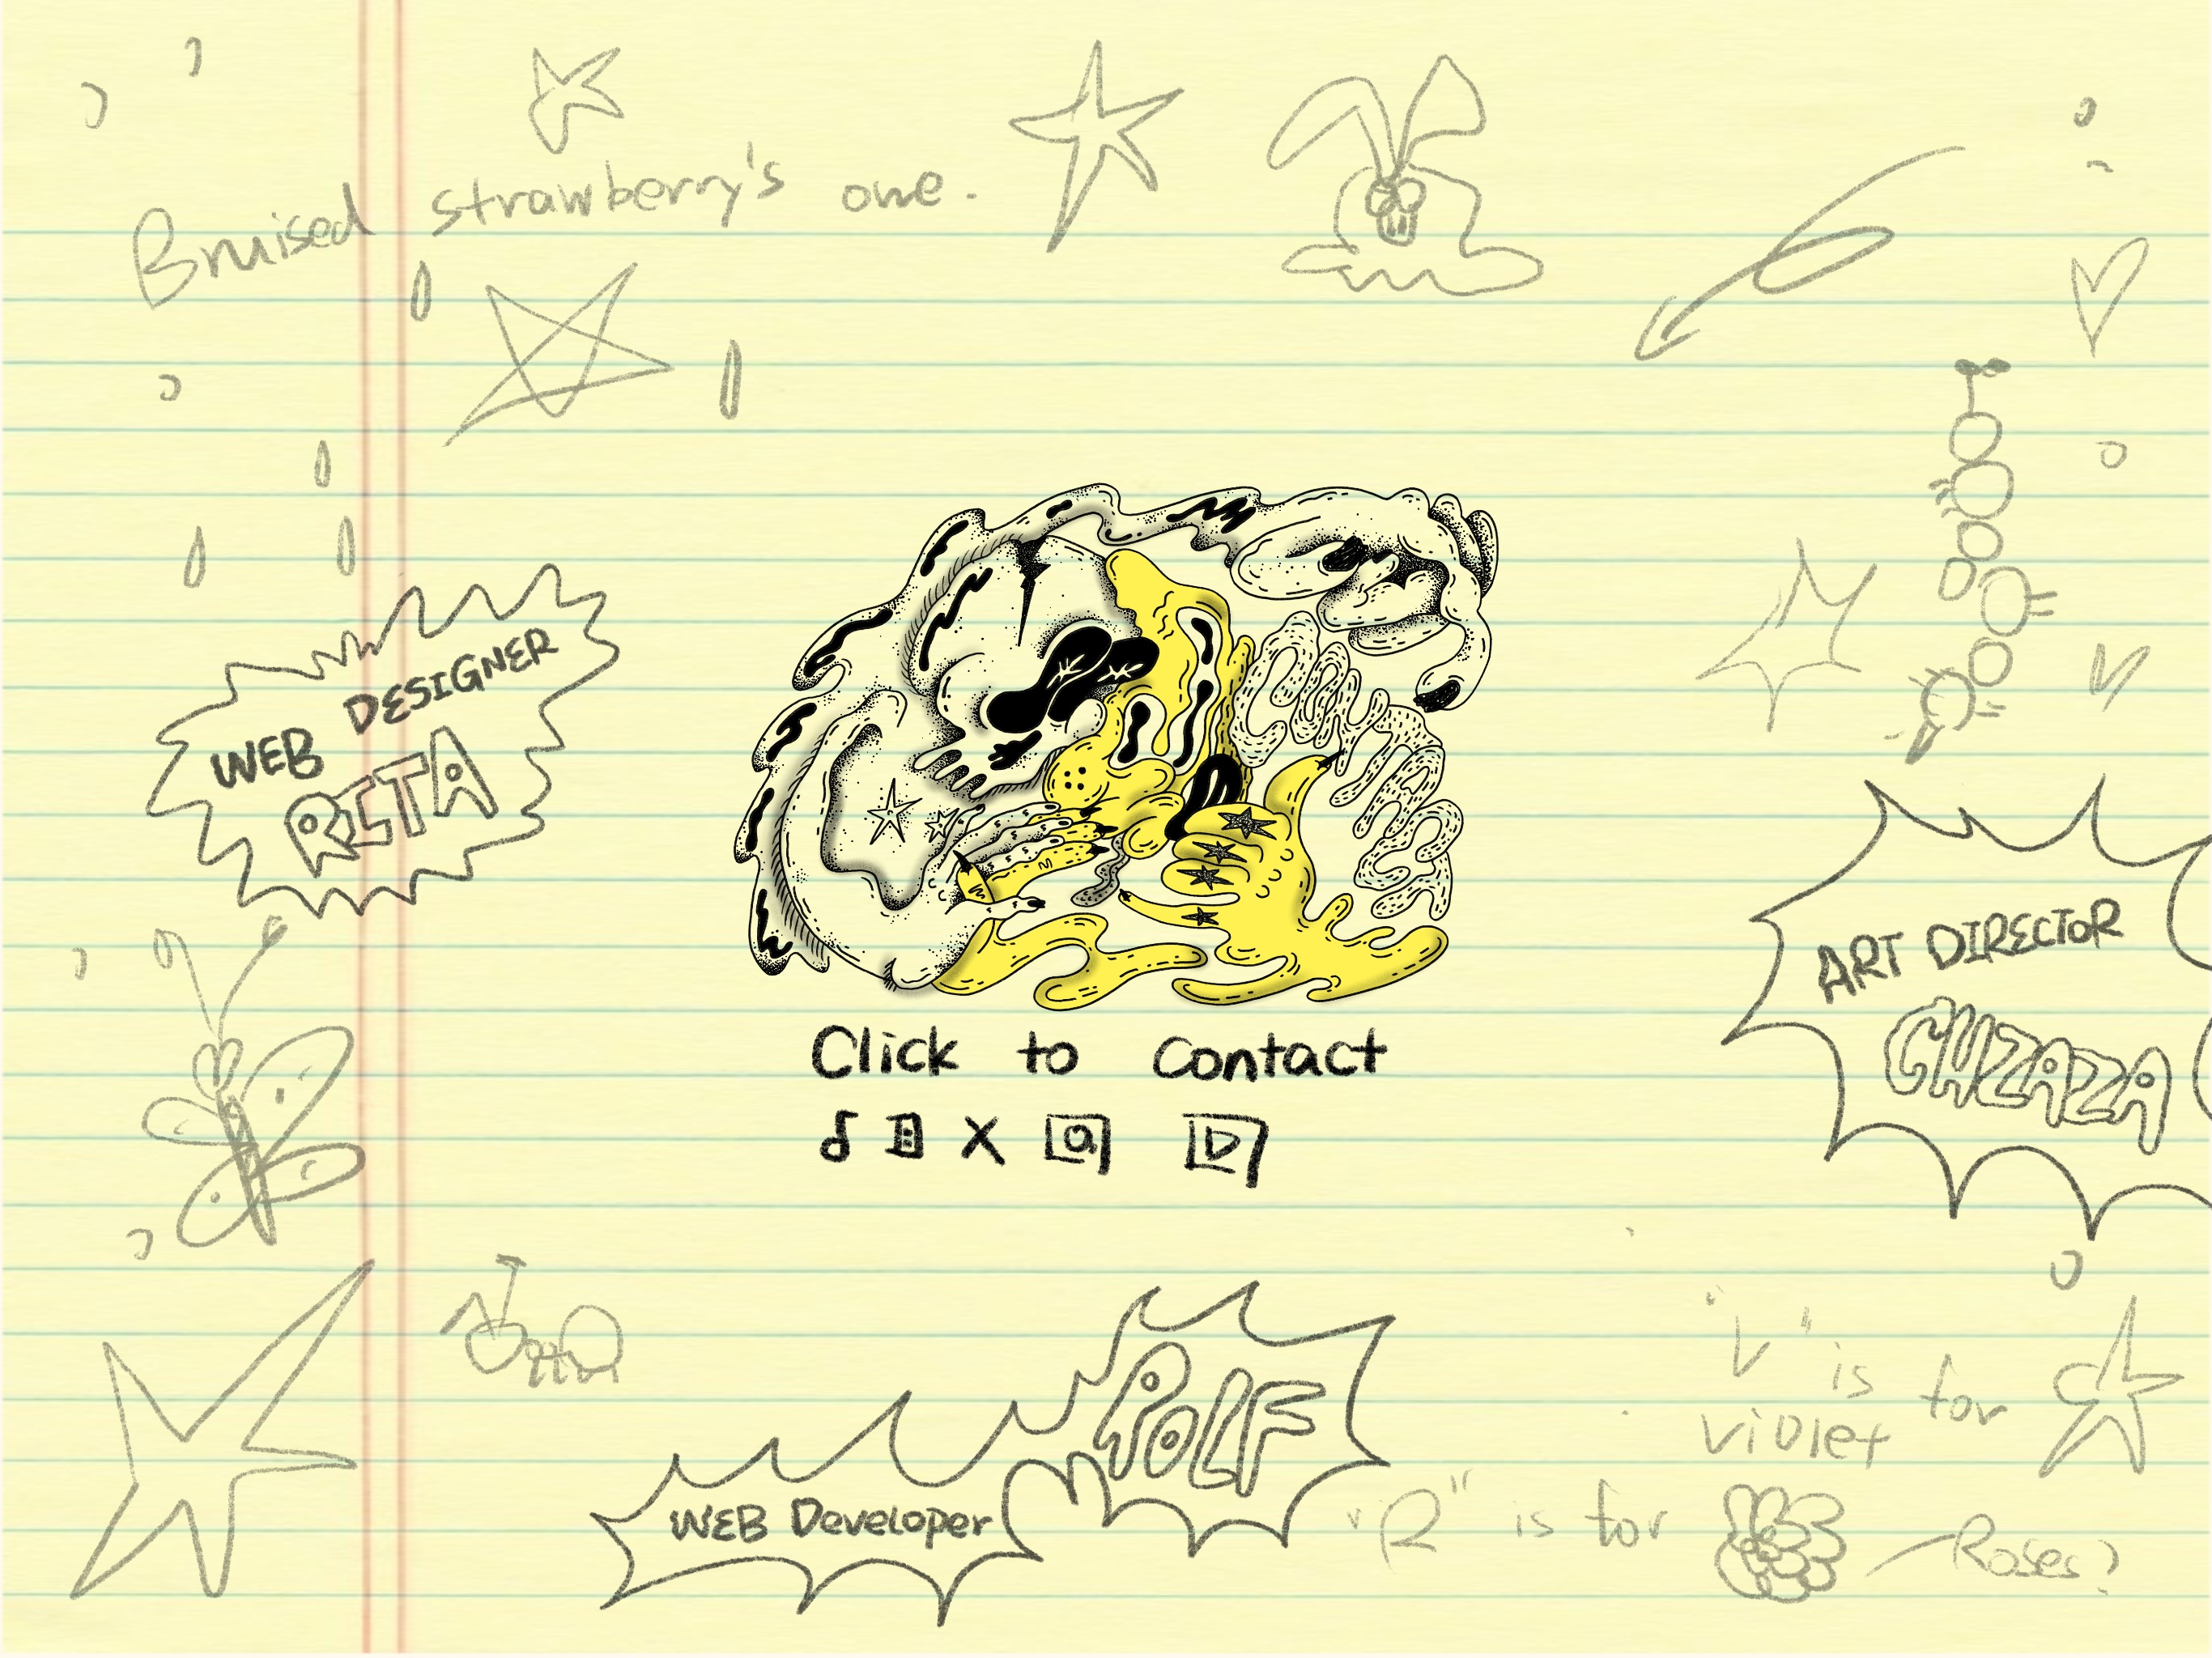 Bruised strawberry's one.
WEB DESIGNER
RITA
ART DIRECTOR
CHZAZA
Click to contact
X
POLF
WEB Developer
"V" is for
violet
"R" is for
Roses?